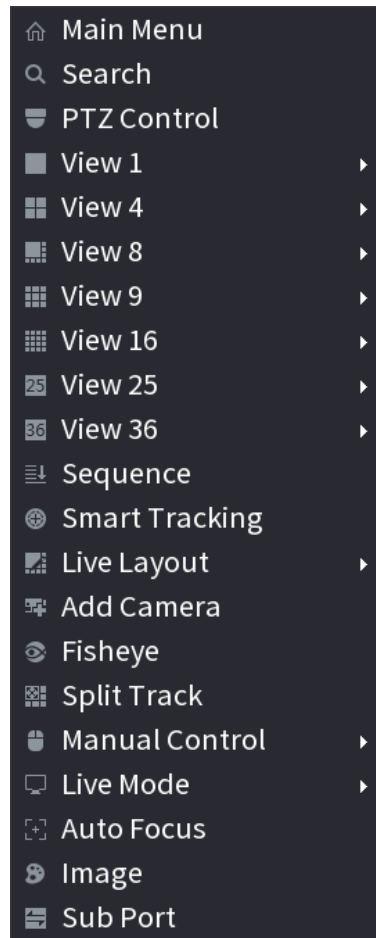 Main Menu
Search
PTZ Control
View 1
View 4
View 8
View 9
View 16
25 View 25
36 View 36
Sequence
Smart Tracking
Live Layout
Add Camera
Fisheye
Split Track
Manual Control
Live Mode
Auto Focus
Image
Sub Port